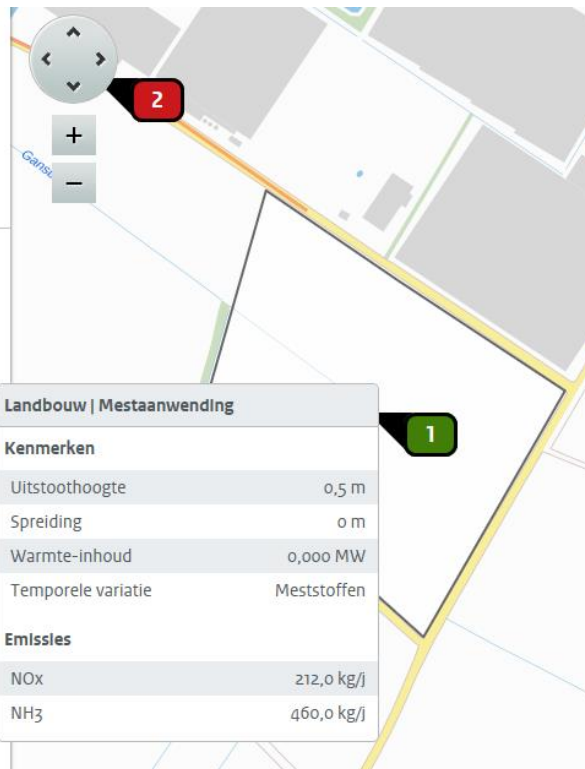 2
+
−
1
Landbouw | Mestaanwending
Kenmerken
Uitstoothoogte 0,5 m
Spreiding 0 m
Warmte-inhoud 0,000 MW
Temporele variatie Meststoffen
Emissies
NOx 212,0 kg/j
NH3 460,0 kg/j